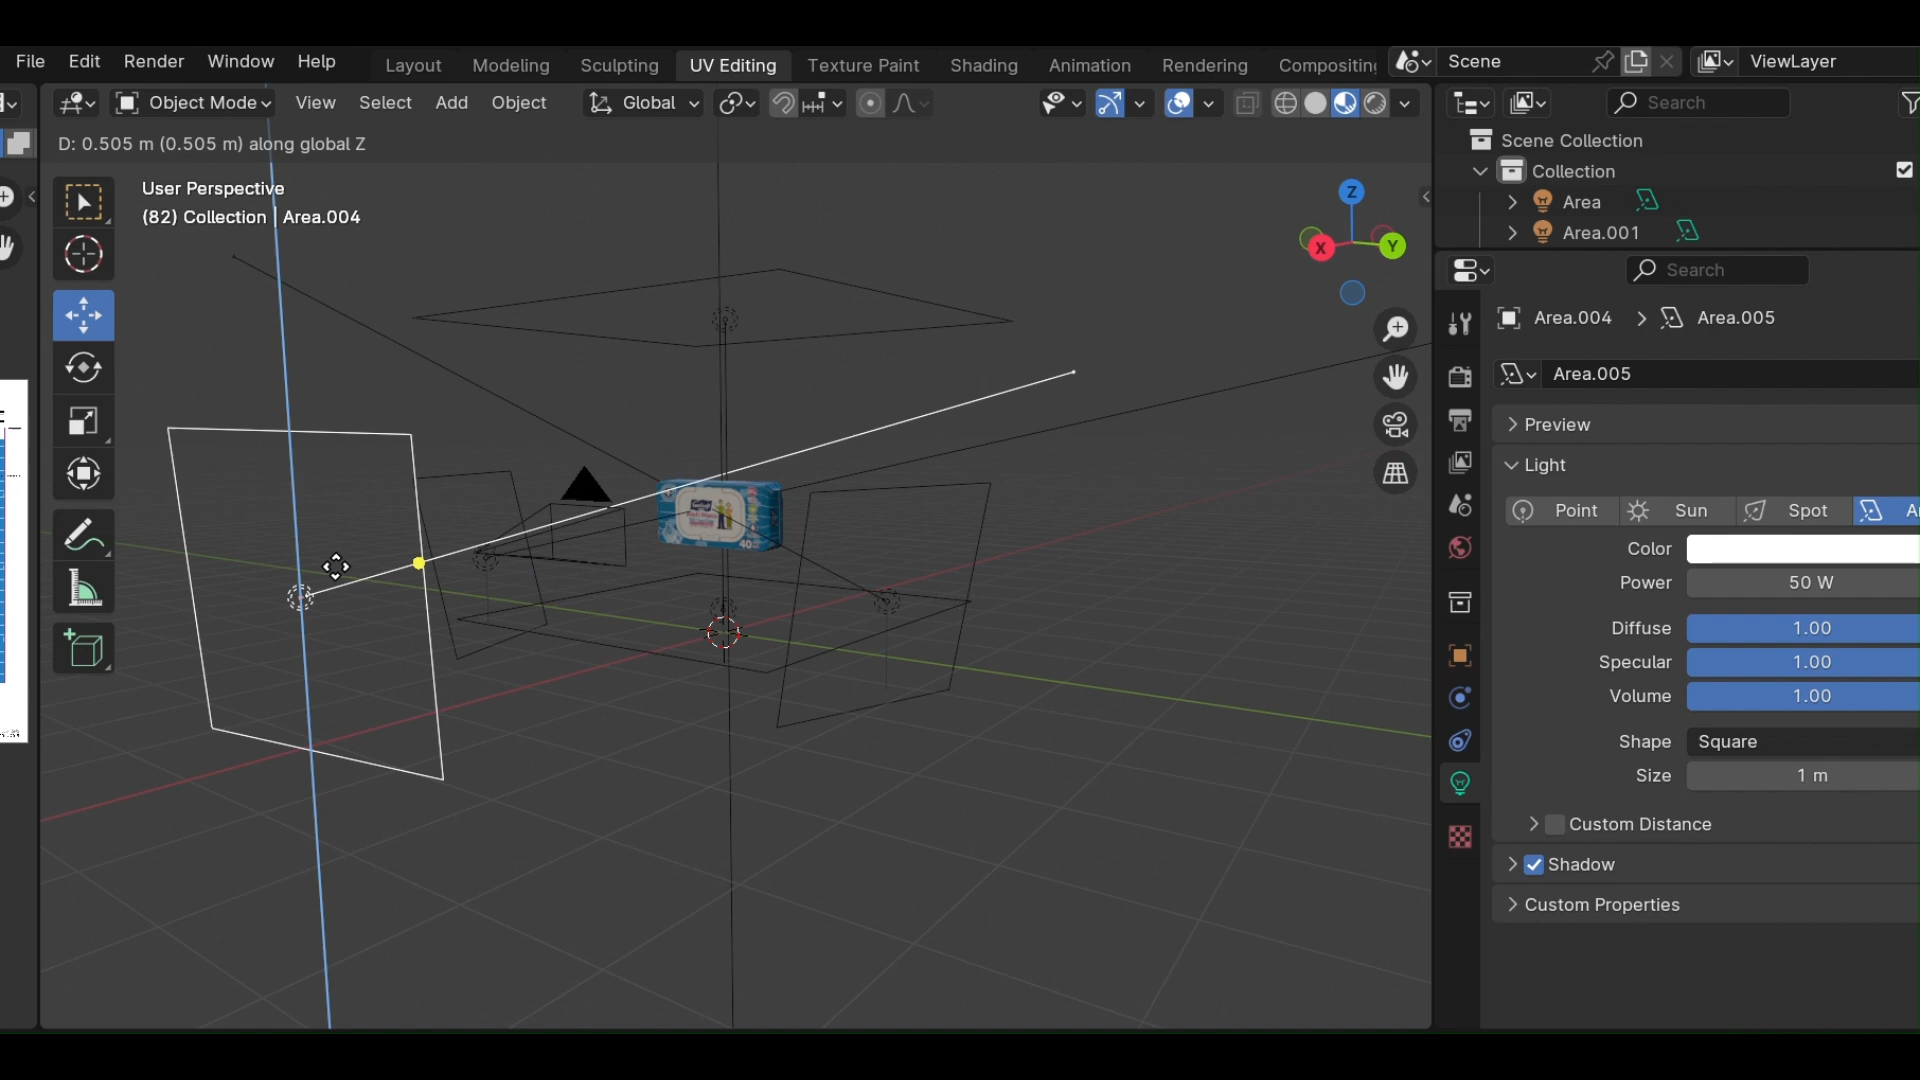 File Edit Render Window Help Layout Modeling Sculpting UV Editing Texture Paint Shading Animation Rendering Compositing Scene ViewLayer
Object Mode View Select Add Object Global Search
D: 0.505 m (0.505 m) along global Z
User Perspective
(82) Collection | Area.004
Z
X
Y
40
Scene Collection
Collection
Area
Area.001
Search
Area.004 > Area.005
Area.005
Preview
Light
Point Sun Spot
Color
Power 50 W
Diffuse 1.00
Specular 1.00
Volume 1.00
Shape Square
Size 1 m
Custom Distance
Shadow
Custom Properties